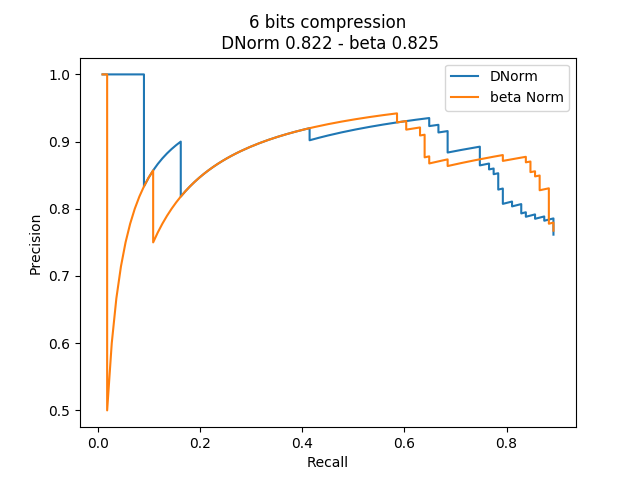 6 bits compression
DNorm 0.822 - beta 0.825
DNorm
beta Norm
1.0
0.9
0.8
0.7
0.6
0.5
Precision
0.0
0.2
0.4
0.6
0.8
Recall